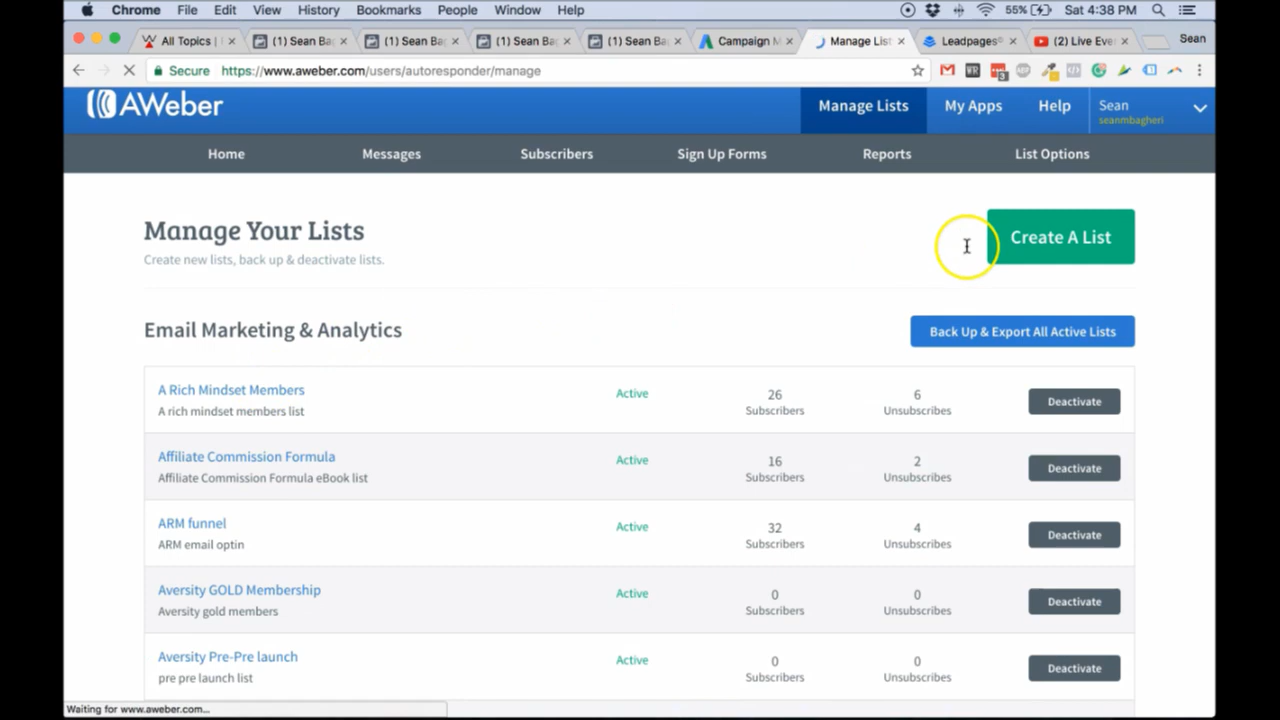 Chrome File Edit View History Bookmarks People Window Help 55% Sat 4:38 PM
All Topics | (1) Sean Ba (1) Sean Ba (1) Sean Ba (1) Sean Ba Campaign M Manage List Leadpages® (2) Live Eve Sean
Secure https://www.aweber.com/users/autoresponder/manage
AWeber Manage Lists My Apps Help Sean
seanmbagheri
Home Messages Subscribers Sign Up Forms Reports List Options
Manage Your Lists
Create A List
Create new lists, back up & deactivate lists.
Email Marketing & Analytics Back Up & Export All Active Lists
A Rich Mindset Members Active 26 6 Deactivate
A rich mindset members list Subscribers Unsubscribes
Affiliate Commission Formula Active 16 2 Deactivate
Affiliate Commission Formula eBook list Subscribers Unsubscribes
ARM funnel Active 32 4 Deactivate
ARM email optin Subscribers Unsubscribes
Aversity GOLD Membership Active 0 0 Deactivate
Aversity gold members Subscribers Unsubscribes
Aversity Pre-Pre launch Active 0 0 Deactivate
pre pre launch list Subscribers Unsubscribes
Waiting for www.aweber.com...